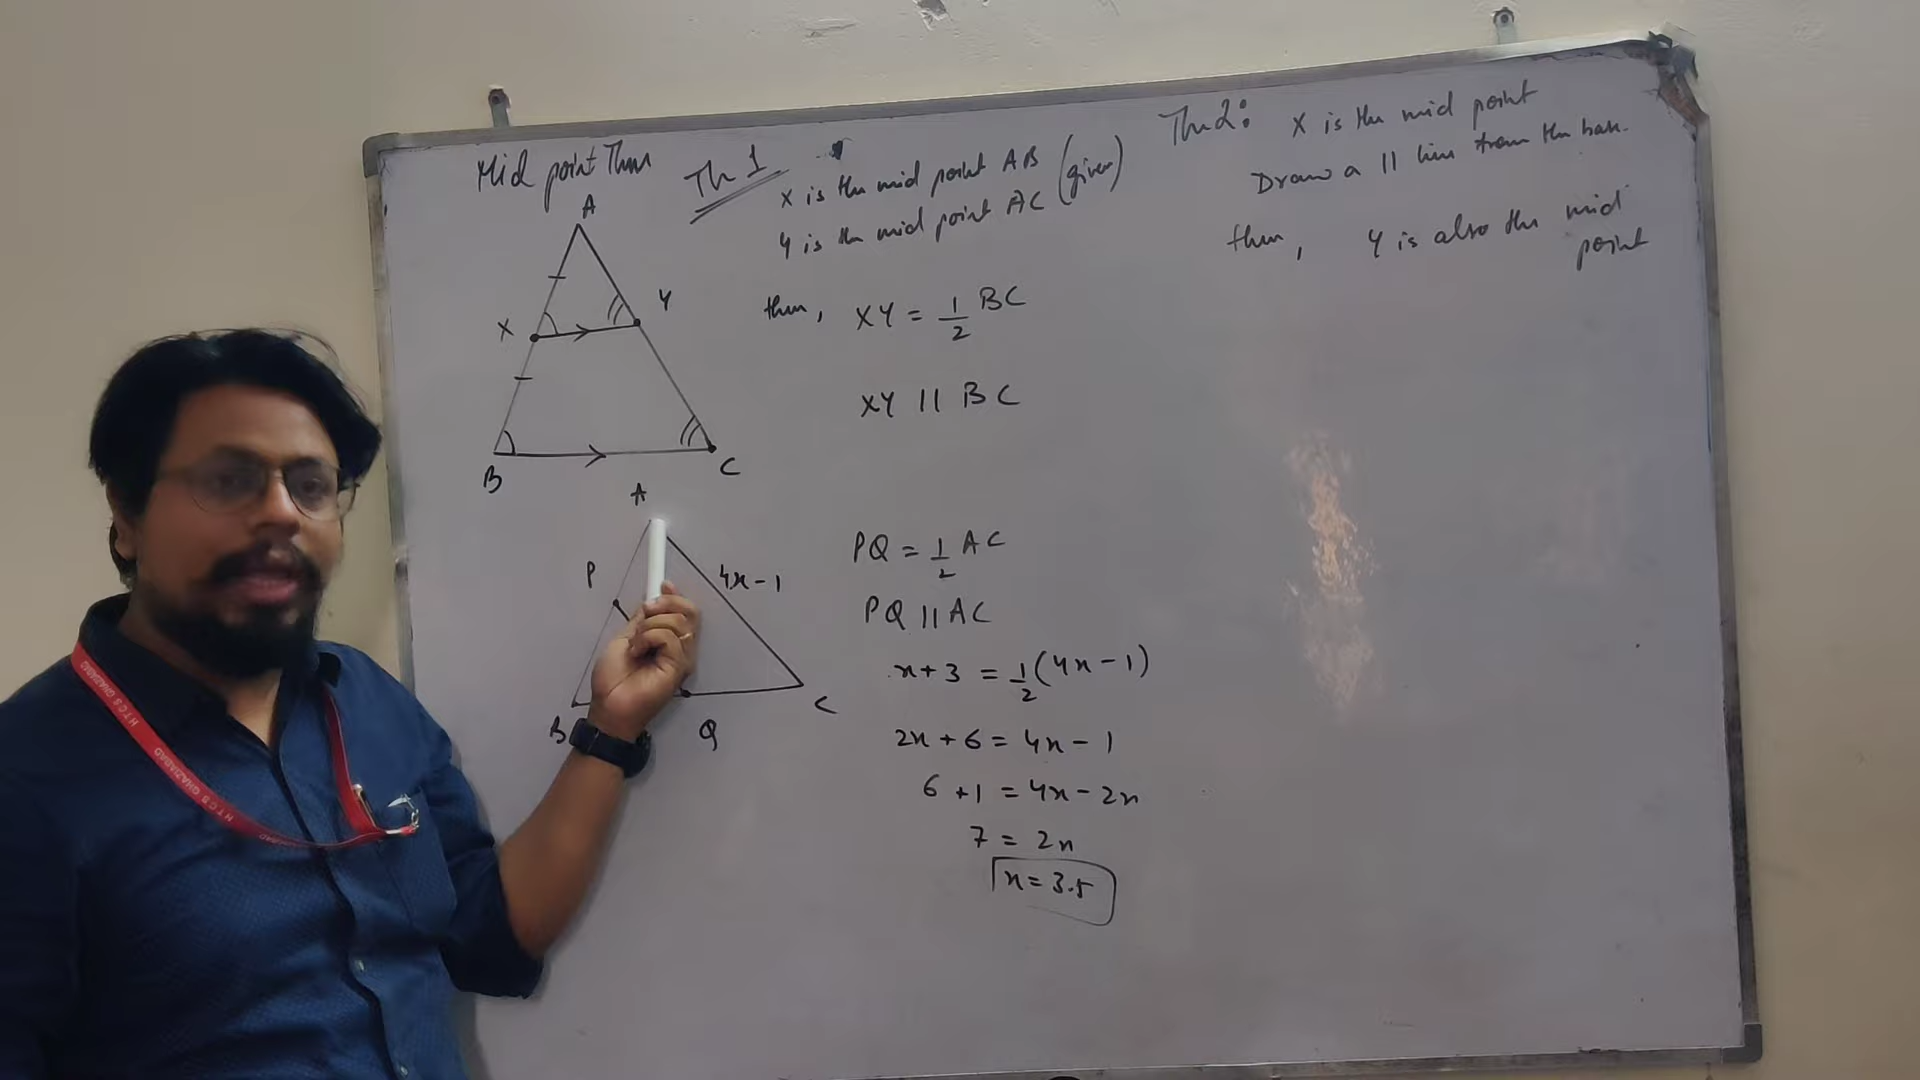 Mid point Thm
A
X
Y
B
C
Th 1
X is the mid point AB (given)
Y is the mid point AC
then, XY = 1/2 BC
XY || BC
Th 2: X is the mid point
Draw a || line from the base.
then, Y is also the mid point
A
P
4x - 1
B
Q
C
PQ = 1/2 AC
PQ || AC
x + 3 = 1/2 (4x - 1)
2x + 6 = 4x - 1
6 + 1 = 4x - 2x
7 = 2x
x = 3.5
HTCS GHAZIABAD